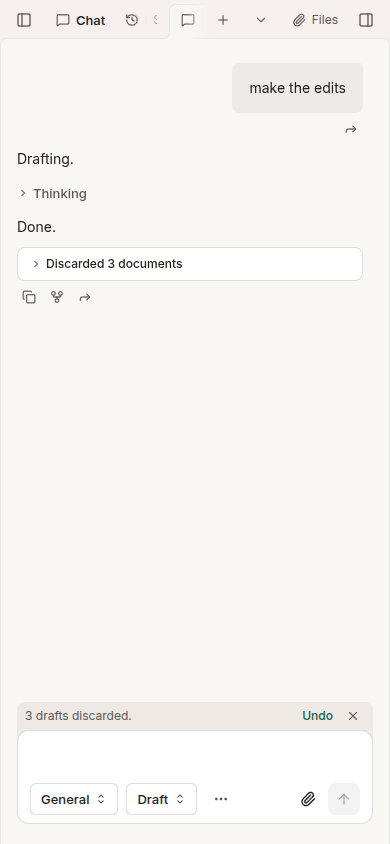 Chat
Files
make the edits
Drafting.
Thinking
Done.
Discarded 3 documents
3 drafts discarded.
Undo
General
Draft